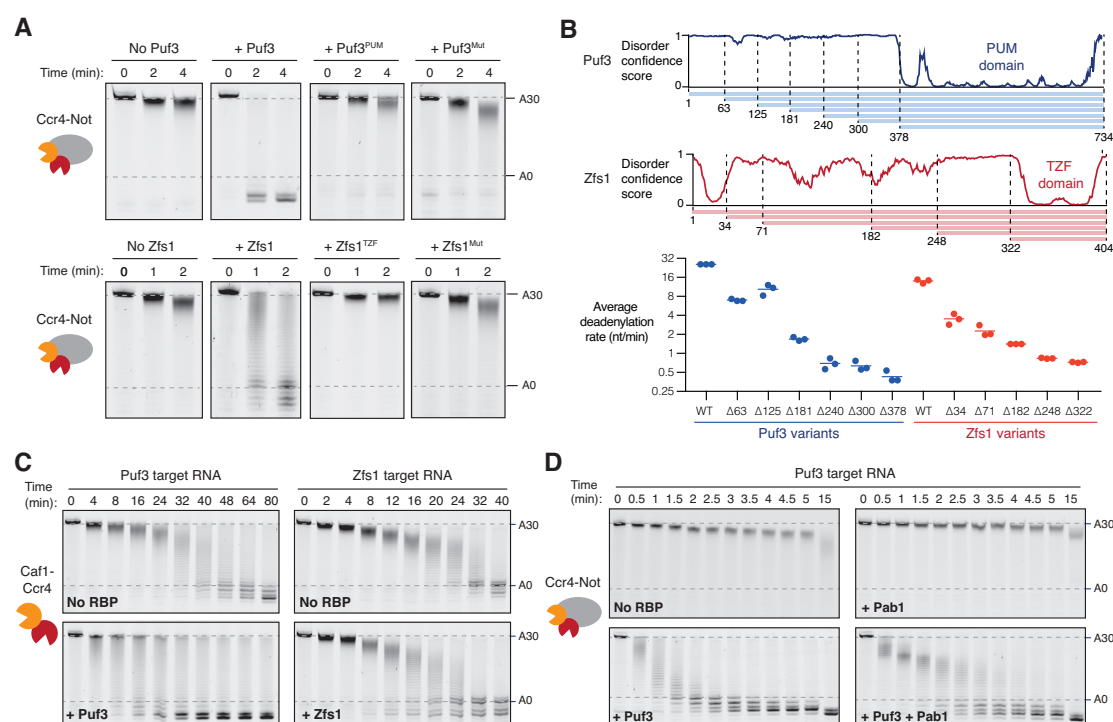 A
No Puf3
+ Puf3
+ Puf3PUM
+ Puf3Mut
Time (min): 0 2 4 0 2 4 0 2 4 0 2 4
Ccr4-Not
A30
A0
No Zfs1
+ Zfs1
+ Zfs1TZF
+ Zfs1Mut
Time (min): 0 1 2 0 1 2 0 1 2 0 1 2
Ccr4-Not
A30
A0
B
Puf3
Disorder
confidence
score
1
0
PUM
domain
1
63
125
181
240
300
378
734
Zfs1
Disorder
confidence
score
1
0
TZF
domain
1
34
71
182
248
322
404
Average
deadenylation
rate (nt/min)
32
16
8
4
2
1
0.5
0.25
WT Δ63 Δ125 Δ181 Δ240 Δ300 Δ378 WT Δ34 Δ71 Δ182 Δ248 Δ322
Puf3 variants
Zfs1 variants
C
Puf3 target RNA
Zfs1 target RNA
Time
(min):
0 4 8 16 24 32 40 48 64 80
0 2 4 8 12 16 20 24 32 40
Caf1-
Ccr4
No RBP
No RBP
A30
A0
+ Puf3
+ Zfs1
A30
A0
D
Puf3 target RNA
Time
(min):
0 0.5 1 1.5 2 2.5 3 3.5 4 4.5 5 15
0 0.5 1 1.5 2 2.5 3 3.5 4 4.5 5 15
Ccr4-Not
No RBP
+ Pab1
A30
A0
+ Puf3
+ Puf3 + Pab1
A30
A0